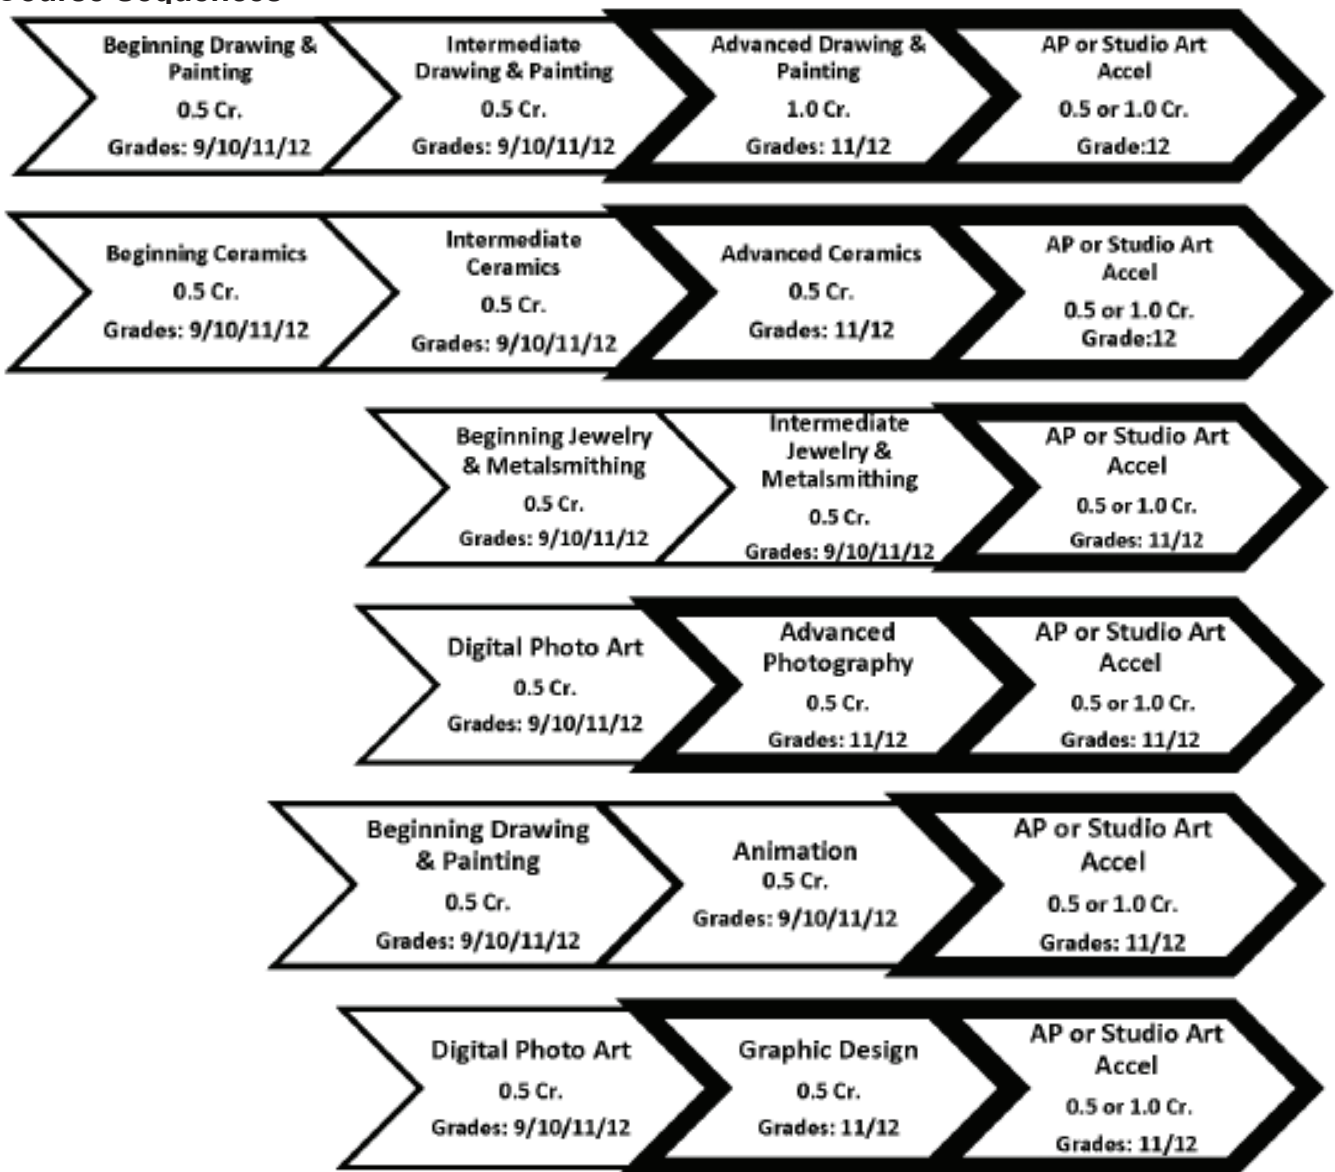 Course Sequences
Beginning Drawing &
Painting
0.5 Cr.
Grades: 9/10/11/12
Intermediate
Drawing & Painting
0.5 Cr.
Grades: 9/10/11/12
Advanced Drawing &
Painting
1.0 Cr.
Grades: 11/12
AP or Studio Art
Accel
0.5 or 1.0 Cr.
Grade:12
Beginning Ceramics
0.5 Cr.
Grades: 9/10/11/12
Intermediate
Ceramics
0.5 Cr.
Grades: 9/10/11/12
Advanced Ceramics
0.5 Cr.
Grades: 11/12
AP or Studio Art
Accel
0.5 or 1.0 Cr.
Grade:12
Beginning Jewelry
& Metalsmithing
0.5 Cr.
Grades: 9/10/11/12
Intermediate
Jewelry &
Metalsmithing
0.5 Cr.
Grades: 9/10/11/12
AP or Studio Art
Accel
0.5 or 1.0 Cr.
Grades: 11/12
Digital Photo Art
0.5 Cr.
Grades: 9/10/11/12
Advanced
Photography
0.5 Cr.
Grades: 11/12
AP or Studio Art
Accel
0.5 or 1.0 Cr.
Grades: 11/12
Beginning Drawing
& Painting
0.5 Cr.
Grades: 9/10/11/12
Animation
0.5 Cr.
Grades: 9/10/11/12
AP or Studio Art
Accel
0.5 or 1.0 Cr.
Grades: 11/12
Digital Photo Art
0.5 Cr.
Grades: 9/10/11/12
Graphic Design
0.5 Cr.
Grades: 11/12
AP or Studio Art
Accel
0.5 or 1.0 Cr.
Grades: 11/12